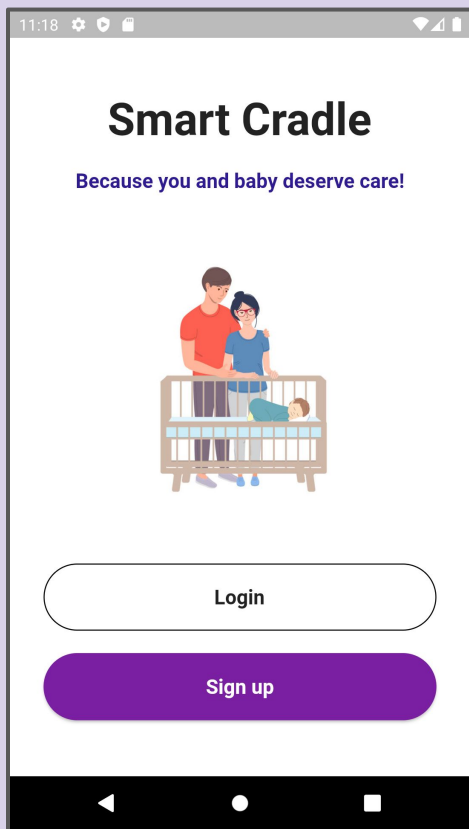 11:18
Smart Cradle
Because you and baby deserve care!
Login
Sign up